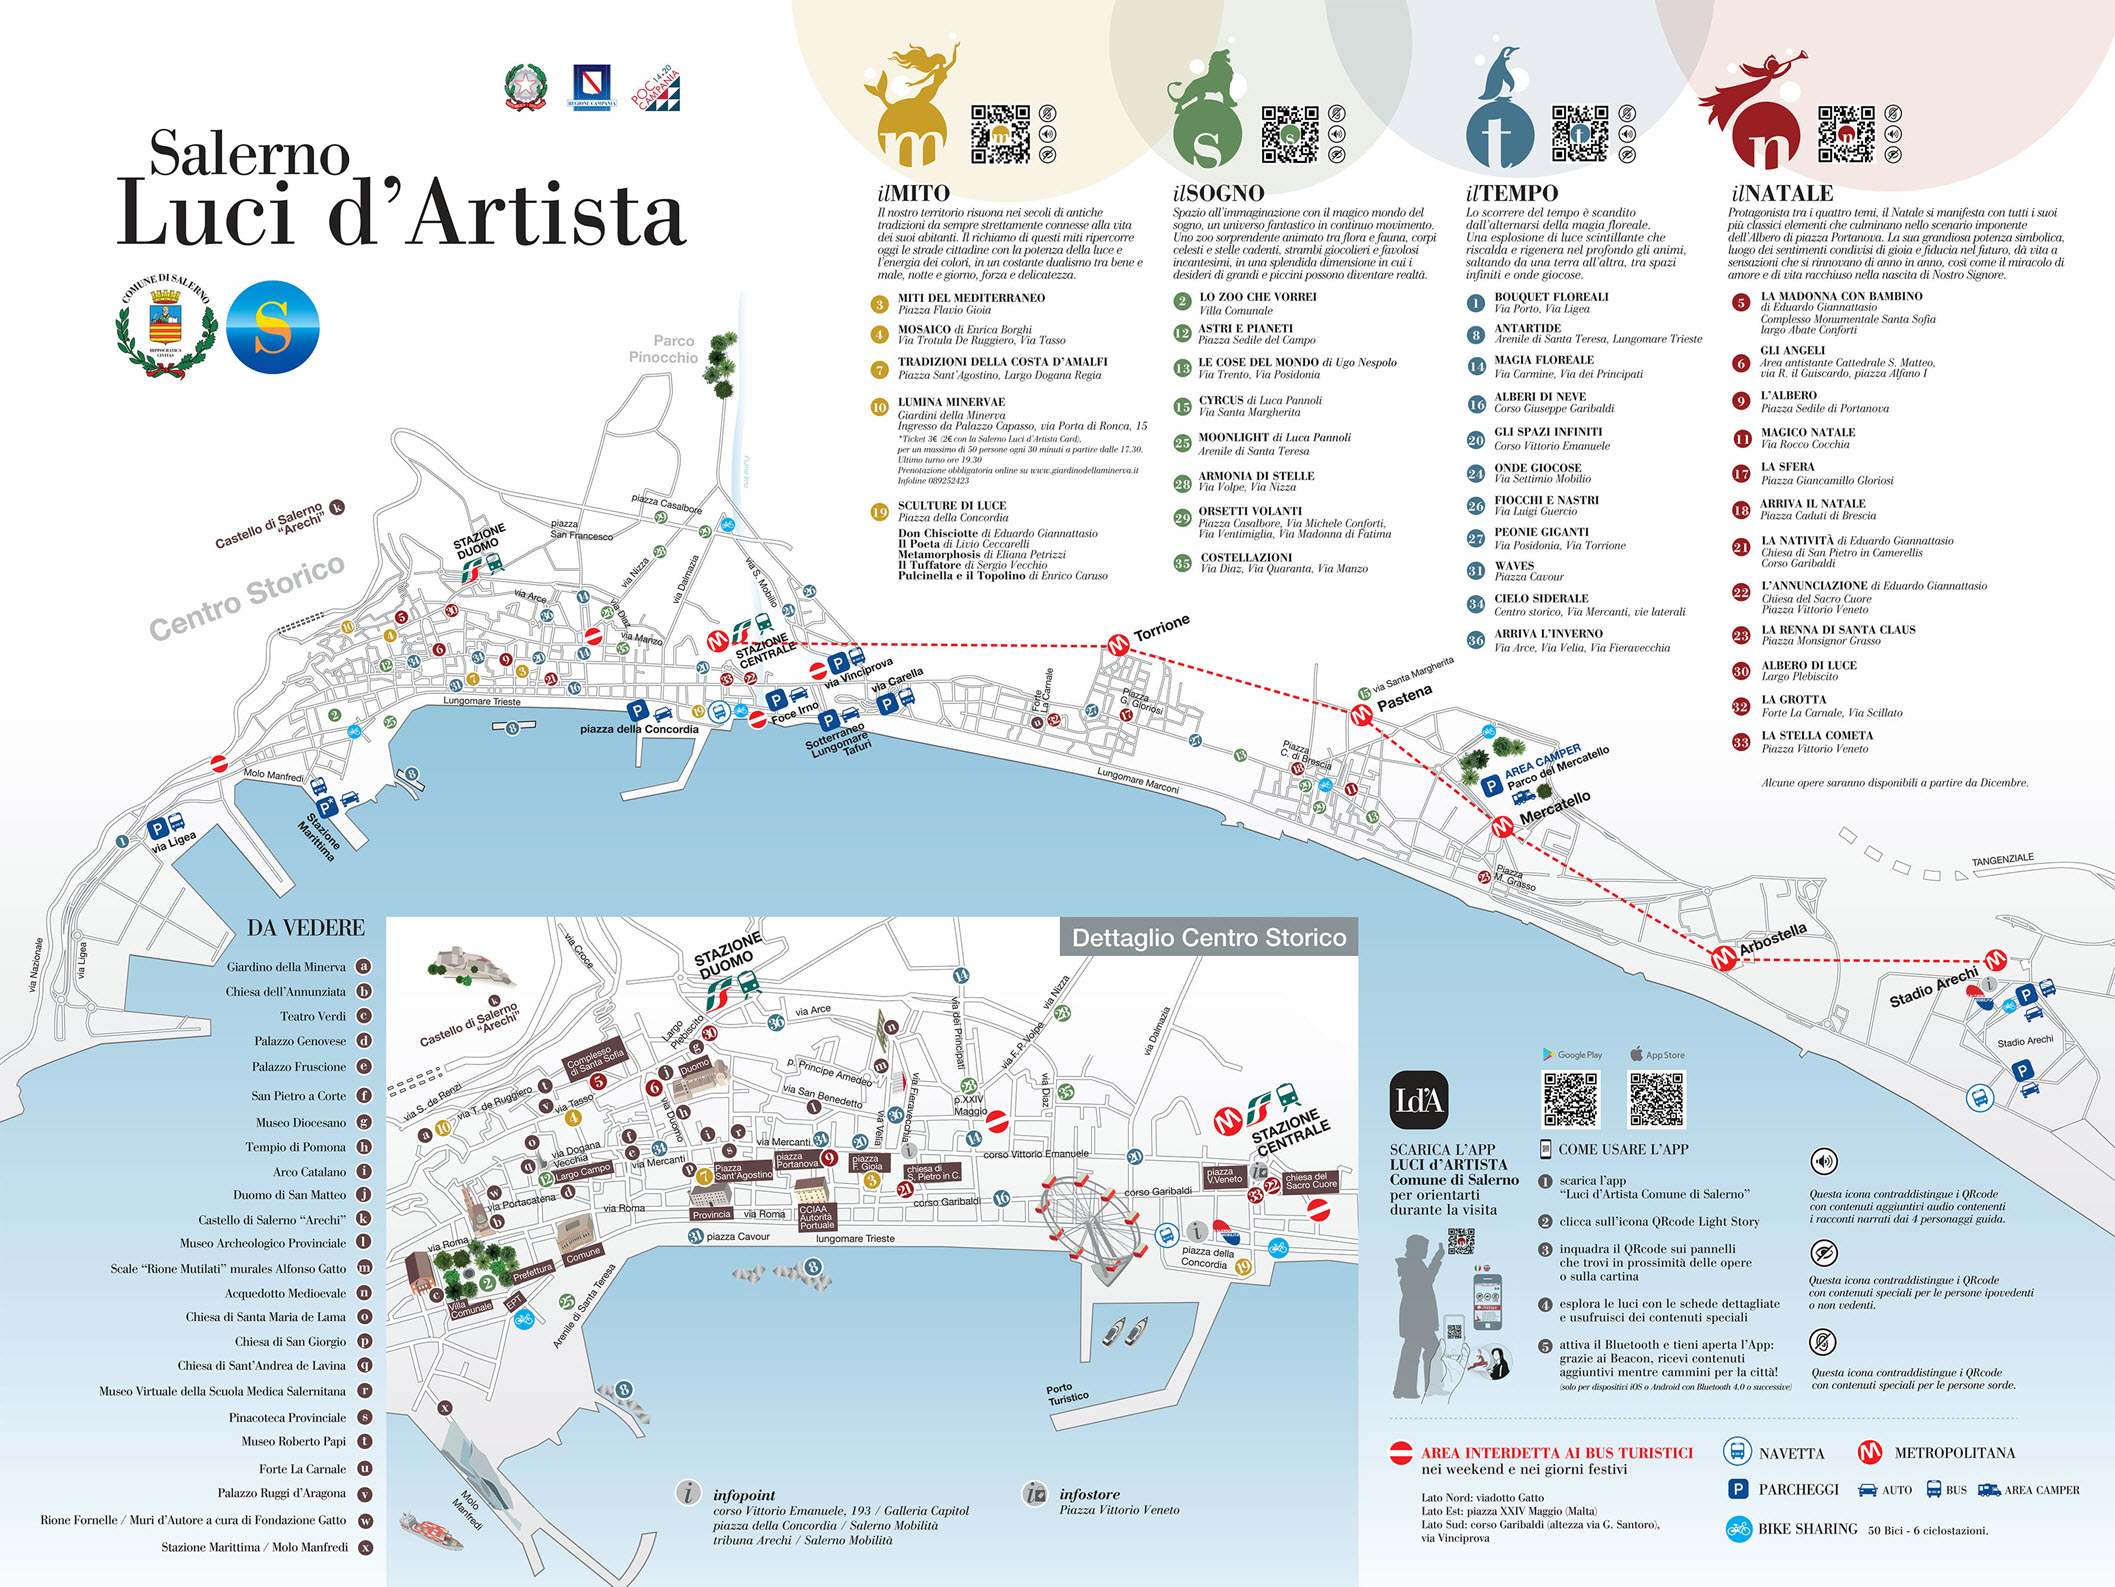 Salerno
Luci d'Artista
REGIONE CAMPANIA
POC 14·20
CAMPANIA
COMUNE DI SALERNO
HIPPOCRATICA
CIVITAS
S
m
ilMITO
Il nostro territorio risuona nei secoli di antiche
tradizioni da sempre strettamente connesse alla vita
dei suoi abitanti. Il richiamo di questi miti ripercorre
oggi le strade cittadine con la potenza della luce e
l'energia dei colori, in un costante dualismo tra bene e
male, notte e giorno, forza e delicatezza.
3 MITI DEL MEDITERRANEO
Piazza Flavio Gioia
4 MOSAICO di Enrica Borghi
Via Trotula De Ruggiero, Via Tasso
7 TRADIZIONI DELLA COSTA D'AMALFI
Piazza Sant'Agostino, Largo Dogana Regia
10 LUMINA MINERVAE
Giardini della Minerva
Ingresso da Palazzo Capasso, via Porta di Ronca, 15
*Ticket 3€ (2€ con la Salerno Luci d'Artista Card),
per un massimo di 50 persone ogni 30 minuti a partire dalle 17.30.
Ultimo turno ore 19.30
Prenotazione obbligatoria online su www.giardinodellaminerva.it
Infoline 089252423
19 SCULTURE DI LUCE
Piazza della Concordia
Don Chisciotte di Eduardo Giannattasio
Il Poeta di Livio Ceccarelli
Metamorphosis di Eliana Petrizzi
Il Tuffatore di Sergio Vecchio
Pulcinella e il Topolino di Enrico Caruso
s
ilSOGNO
Spazio all'immaginazione con il magico mondo del
sogno, un universo fantastico in continuo movimento.
Uno zoo sorprendente animato tra flora e fauna, corpi
celesti e stelle cadenti, strambi giocolieri e favolosi
incantesimi, in una splendida dimensione in cui i
desideri di grandi e piccini possono diventare realtà.
2 LO ZOO CHE VORREI
Villa Comunale
12 ASTRI E PIANETI
Piazza Sedile del Campo
13 LE COSE DEL MONDO di Ugo Nespolo
Via Trento, Via Posidonia
15 CYRCUS di Luca Pannoli
Via Santa Margherita
25 MOONLIGHT di Luca Pannoli
Arenile di Santa Teresa
28 ARMONIA DI STELLE
Via Volpe, Via Nizza
29 ORSETTI VOLANTI
Piazza Casalbore, Via Michele Conforti,
Via Ventimiglia, Via Madonna di Fatima
35 COSTELLAZIONI
Via Diaz, Via Quaranta, Via Manzo
t
ilTEMPO
Lo scorrere del tempo è scandito
dall'alternarsi della magia floreale.
Una esplosione di luce scintillante che
riscalda e rigenera nel profondo gli animi,
saltando da una terra all'altra, tra spazi
infiniti e onde giocose.
1 BOUQUET FLOREALI
Via Porto, Via Ligea
8 ANTARTIDE
Arenile di Santa Teresa, Lungomare Trieste
14 MAGIA FLOREALE
Via Carmine, Via dei Principati
16 ALBERI DI NEVE
Corso Giuseppe Garibaldi
20 GLI SPAZI INFINITI
Corso Vittorio Emanuele
24 ONDE GIOCOSE
Via Settimio Mobilio
26 FIOCCHI E NASTRI
Via Luigi Guercio
27 PEONIE GIGANTI
Via Posidonia, Via Torrione
31 WAVES
Piazza Cavour
34 CIELO SIDERALE
Centro storico, Via Mercanti, vie laterali
36 ARRIVA L'INVERNO
Via Arce, Via Velia, Via Fieravecchia
n
ilNATALE
Protagonista tra i quattro temi, il Natale si manifesta con tutti i suoi
più classici elementi che culminano nello scenario imponente
dell'Albero di piazza Portanova. La sua grandiosa potenza simbolica,
luogo dei sentimenti condivisi di gioia e fiducia nel futuro, dà vita a
sensazioni che si rinnovano di anno in anno, così come il miracolo di
amore e di vita racchiuso nella nascita di Nostro Signore.
5 LA MADONNA CON BAMBINO
di Eduardo Giannattasio
Complesso Monumentale Santa Sofia
largo Abate Conforti
6 GLI ANGELI
Area antistante Cattedrale S. Matteo,
via R. il Guiscardo, piazza Alfano I
9 L'ALBERO
Piazza Sedile di Portanova
11 MAGICO NATALE
Via Rocco Cocchia
17 LA SFERA
Piazza Giancamillo Gloriosi
18 ARRIVA IL NATALE
Piazza Caduti di Brescia
21 LA NATIVITÀ di Eduardo Giannattasio
Chiesa di San Pietro in Camerellis
Corso Garibaldi
22 L'ANNUNCIAZIONE di Eduardo Giannattasio
Chiesa del Sacro Cuore
Piazza Vittorio Veneto
23 LA RENNA DI SANTA CLAUS
Piazza Monsignor Grasso
30 ALBERO DI LUCE
Largo Plebiscito
32 LA GROTTA
Forte La Carnale, Via Scillato
33 LA STELLA COMETA
Piazza Vittorio Veneto
Alcune opere saranno disponibili a partire da Dicembre.
Parco
Pinocchio
Fiume Irno
Castello di Salerno
"Arechi" k
Centro Storico
STAZIONE
DUOMO
piazza
San Francesco
piazza Casalbore
via Nizza
via Dalmazia
via S. Mobilio
via Arce
via Diaz
via Manzo
STAZIONE
CENTRALE
via Vinciprova
via Carella
Foce Irno
Sotterraneo
Lungomare
Tafuri
piazza della Concordia
Lungomare Trieste
Molo Manfredi
Stazione
Marittima
via Ligea
via Nazionale
via Ligea
Torrione
Forte
La Carnale
Piazza
G. Gloriosi
Lungomare Marconi
Piazza
C. di Brescia
via Santa Margherita
Pastena
AREA CAMPER
Parco del Mercatello
Mercatello
Piazza
M. Grasso
Arbostella
TANGENZIALE
Stadio Arechi
Stadio Arechi
DA VEDERE
Giardino della Minerva a
Chiesa dell'Annunziata b
Teatro Verdi c
Palazzo Genovese d
Palazzo Fruscione e
San Pietro a Corte f
Museo Diocesano g
Tempio di Pomona h
Arco Catalano i
Duomo di San Matteo j
Castello di Salerno "Arechi" k
Museo Archeologico Provinciale l
Scale "Rione Mutilati" murales Alfonso Gatto m
Acquedotto Medioevale n
Chiesa di Santa Maria de Lama o
Chiesa di San Giorgio p
Chiesa di Sant'Andrea de Lavina q
Museo Virtuale della Scuola Medica Salernitana r
Pinacoteca Provinciale s
Museo Roberto Papi t
Forte La Carnale u
Palazzo Ruggi d'Aragona v
Rione Fornelle / Muri d'Autore a cura di Fondazione Gatto w
Stazione Marittima / Molo Manfredi x
Dettaglio Centro Storico
STAZIONE
DUOMO
via Croce
Castello di Salerno
"Arechi"
Largo
Plebiscito
via Arce
via dei Principati
via Nizza
via F. P. Volpe
via Dalmazia
Complesso
di Santa Sofia
Duomo
p. Principe Amedeo
via San Benedetto
via S. de Renzi
via T. de Ruggiero
via Tasso
via Duomo
via Velia
via Fieravecchia
p.XXIV
Maggio
via Diaz
via Dogana
Vecchia
Largo Campo
via Mercanti
via Mercanti
Piazza
Sant'Agostino
piazza
Portanova
piazza
F. Gioia
chiesa di
S. Pietro in C.
corso Vittorio Emanuele
STAZIONE
CENTRALE
piazza
V.Veneto
chiesa del
Sacro Cuore
via Portacatena
via Roma
via Roma
via Roma
Provincia
CCIAA
Autorità
Portuale
corso Garibaldi
corso Garibaldi
piazza Cavour
lungomare Trieste
Comune
Prefettura
EPT
Villa
Comunale
Arenile di Santa Teresa
piazza della
Concordia
Porto
Turistico
Molo
Manfredi
infopoint
corso Vittorio Emanuele, 193 / Galleria Capitol
piazza della Concordia / Salerno Mobilità
tribuna Arechi / Salerno Mobilità
infostore
Piazza Vittorio Veneto
Google Play
App Store
Ld'A
SCARICA L'APP
LUCI d'ARTISTA
Comune di Salerno
per orientarti
durante la visita
COME USARE L'APP
1 scarica l'app
"Luci d'Artista Comune di Salerno"
2 clicca sull'icona QRcode Light Story
3 inquadra il QRcode sui pannelli
che trovi in prossimità delle opere
o sulla cartina
4 esplora le luci con le schede dettagliate
e usufruisci dei contenuti speciali
5 attiva il Bluetooth e tieni aperta l'App:
grazie ai Beacon, ricevi contenuti
aggiuntivi mentre cammini per la città!
(solo per dispositivi iOS o Android con Bluetooth 4.0 o successive)
Questa icona contraddistingue i QRcode
con contenuti aggiuntivi audio contenenti
i racconti narrati dai 4 personaggi guida.
Questa icona contraddistingue i QRcode
con contenuti speciali per le persone ipovedenti
o non vedenti.
Questa icona contraddistingue i QRcode
con contenuti speciali per le persone sorde.
AREA INTERDETTA AI BUS TURISTICI
nei weekend e nei giorni festivi
Lato Nord: viadotto Gatto
Lato Est: piazza XXIV Maggio (Malta)
Lato Sud: corso Garibaldi (altezza via G. Santoro),
via Vinciprova
NAVETTA
METROPOLITANA
P PARCHEGGI
AUTO
BUS
AREA CAMPER
BIKE SHARING 50 Bici - 6 ciclostazioni.